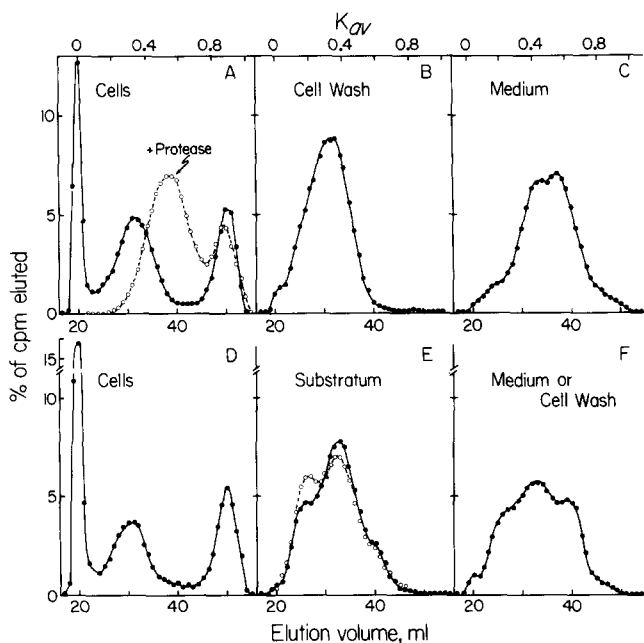 Kav
0 0.4 0.8 0 0.4 0.8 0 0.4 0.8
A B C
Cells Cell Wash Medium
+Protease
10
5
0
20 40 20 40 20 40
D E F
Cells Substratum Medium or
Cell Wash
15
10
5
0
20 40 20 40 20 40
% of cpm eluted
Elution volume, ml